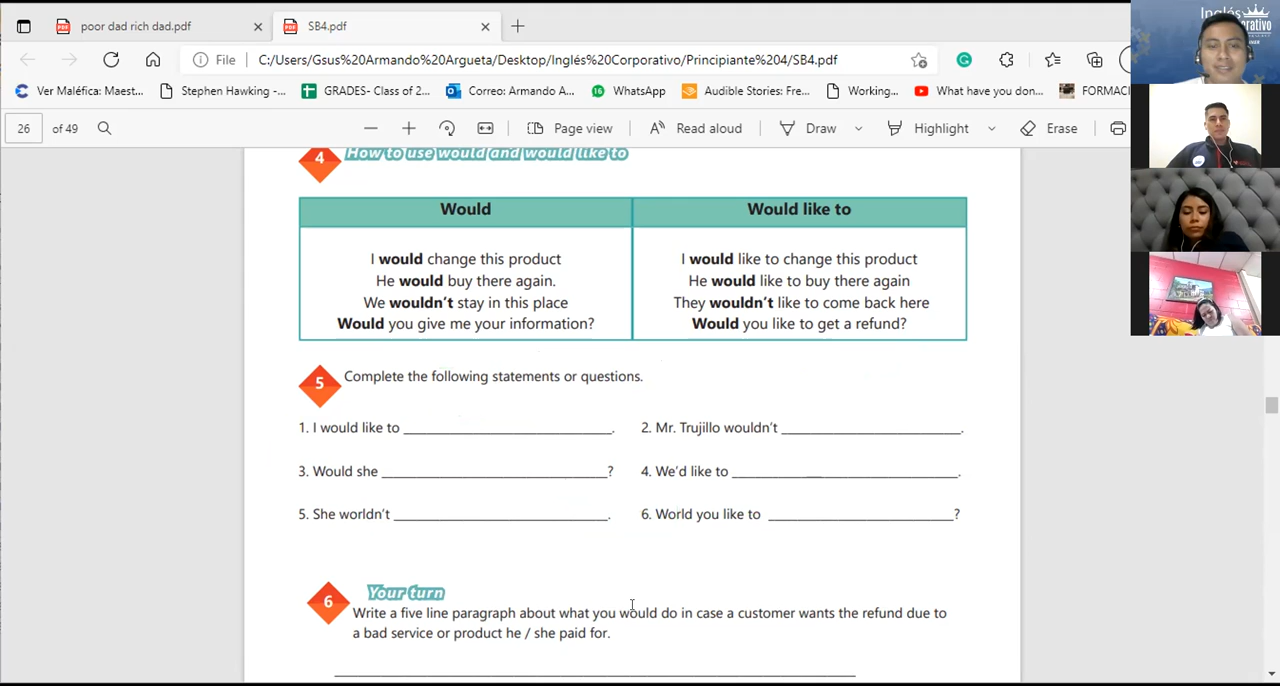 poor dad rich dad.pdf
SB4.pdf
File C:/Users/Gsus%20Armando%20Argueta/Desktop/Inglés%20Corporativo/Principiante%204/SB4.pdf
Ver Maléfica: Maest... Stephen Hawking -... GRADES- Class of 2... Correo: Armando A... WhatsApp Audible Stories: Fre... Working... What have you don... FORMACI
26 of 49 Page view Read aloud Draw Highlight Erase
Inglés
4 How to use would and would like to
Would Would like to
I would change this product I would like to change this product
He would buy there again. He would like to buy there again
We wouldn't stay in this place They wouldn't like to come back here
Would you give me your information? Would you like to get a refund?
5 Complete the following statements or questions.
1. I would like to ____________________. 2. Mr. Trujillo wouldn't ____________________.
3. Would she ____________________? 4. We'd like to ____________________.
5. She worldn't ____________________. 6. World you like to ____________________?
6 Your turn
Write a five line paragraph about what you would do in case a customer wants the refund due to
a bad service or product he / she paid for.